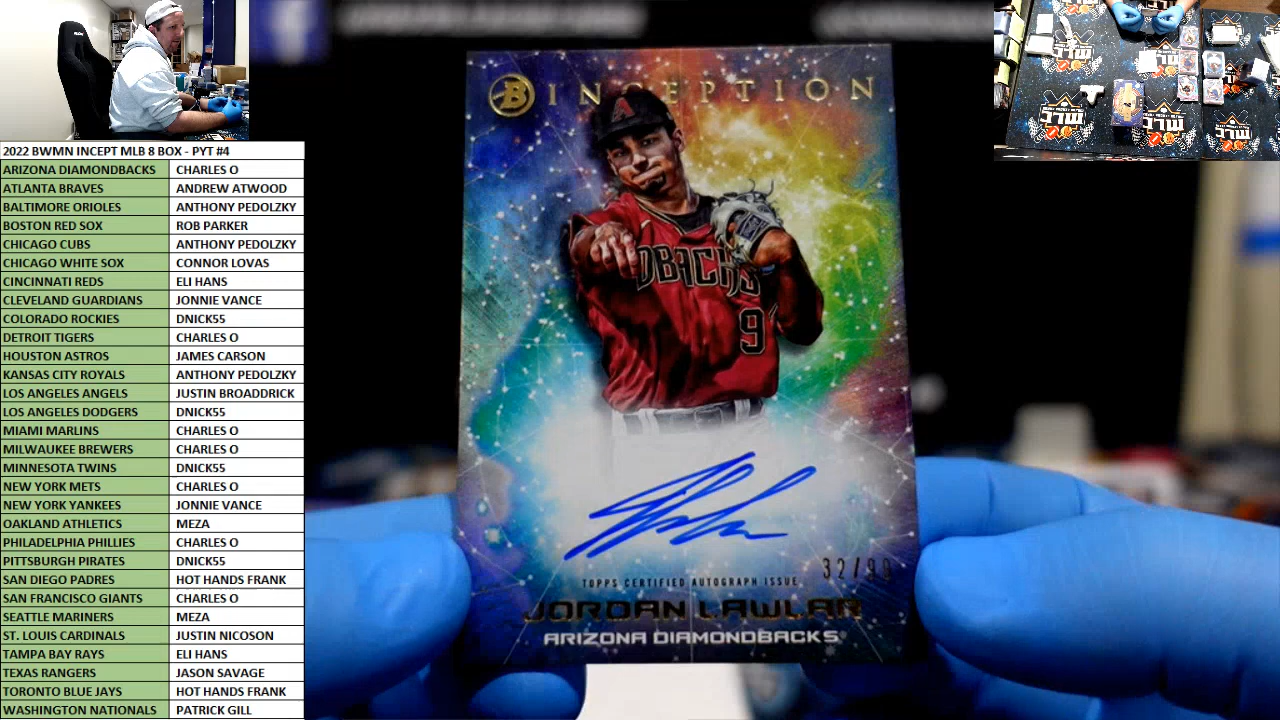 2022 BWMN INCEPT MLB 8 BOX - PYT #4
ARIZONA DIAMONDBACKS CHARLES O
ATLANTA BRAVES ANDREW ATWOOD
BALTIMORE ORIOLES ANTHONY PEDOLZKY
BOSTON RED SOX ROB PARKER
CHICAGO CUBS ANTHONY PEDOLZKY
CHICAGO WHITE SOX CONNOR LOVAS
CINCINNATI REDS ELI HANS
CLEVELAND GUARDIANS JONNIE VANCE
COLORADO ROCKIES DNICK55
DETROIT TIGERS CHARLES O
HOUSTON ASTROS JAMES CARSON
KANSAS CITY ROYALS ANTHONY PEDOLZKY
LOS ANGELES ANGELS JUSTIN BROADDRICK
LOS ANGELES DODGERS DNICK55
MIAMI MARLINS CHARLES O
MILWAUKEE BREWERS CHARLES O
MINNESOTA TWINS DNICK55
NEW YORK METS CHARLES O
NEW YORK YANKEES JONNIE VANCE
OAKLAND ATHLETICS MEZA
PHILADELPHIA PHILLIES CHARLES O
PITTSBURGH PIRATES DNICK55
SAN DIEGO PADRES HOT HANDS FRANK
SAN FRANCISCO GIANTS CHARLES O
SEATTLE MARINERS MEZA
ST. LOUIS CARDINALS JUSTIN NICOSON
TAMPA BAY RAYS ELI HANS
TEXAS RANGERS JASON SAVAGE
TORONTO BLUE JAYS HOT HANDS FRANK
WASHINGTON NATIONALS PATRICK GILL
B INCEPTION
A
DBACKS
9
TOPPS CERTIFIED AUTOGRAPH ISSUE 32/99
JORDAN LAWLAR
ARIZONA DIAMONDBACKS